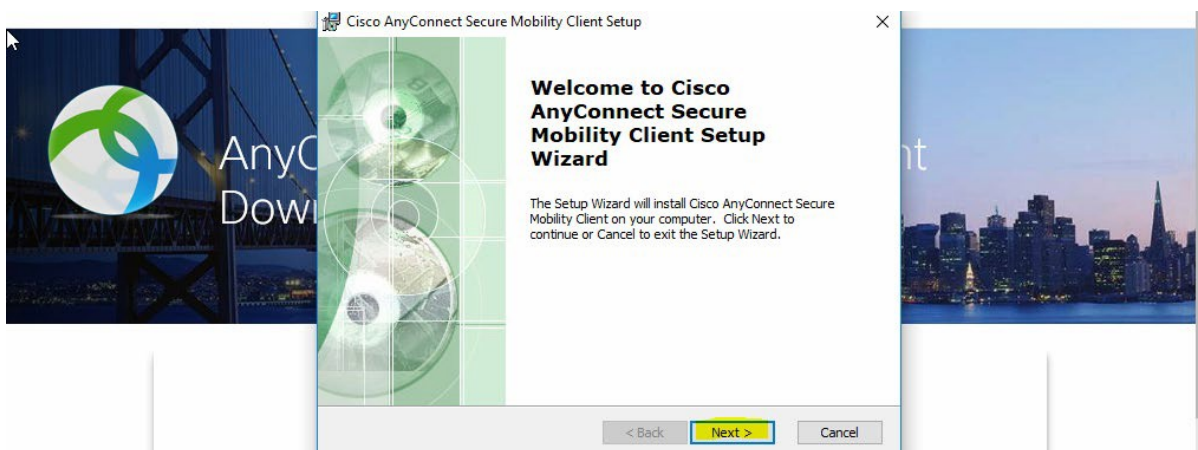 Cisco AnyConnect Secure Mobility Client Setup
Welcome to Cisco
AnyConnect Secure
Mobility Client Setup
Wizard
The Setup Wizard will install Cisco AnyConnect Secure
Mobility Client on your computer. Click Next to
continue or Cancel to exit the Setup Wizard.
< Back
Next >
Cancel